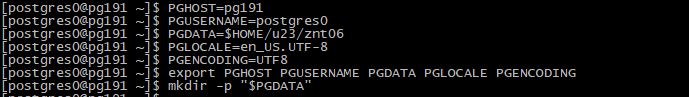 [postgres0@pg191 ~]$ PGHOST=pg191
[postgres0@pg191 ~]$ PGUSERNAME=postgres0
[postgres0@pg191 ~]$ PGDATA=$HOME/u23/znt06
[postgres0@pg191 ~]$ PGLOCALE=en_US.UTF-8
[postgres0@pg191 ~]$ PGENCODING=UTF8
[postgres0@pg191 ~]$ export PGHOST PGUSERNAME PGDATA PGLOCALE PGENCODING
[postgres0@pg191 ~]$ mkdir -p "$PGDATA"